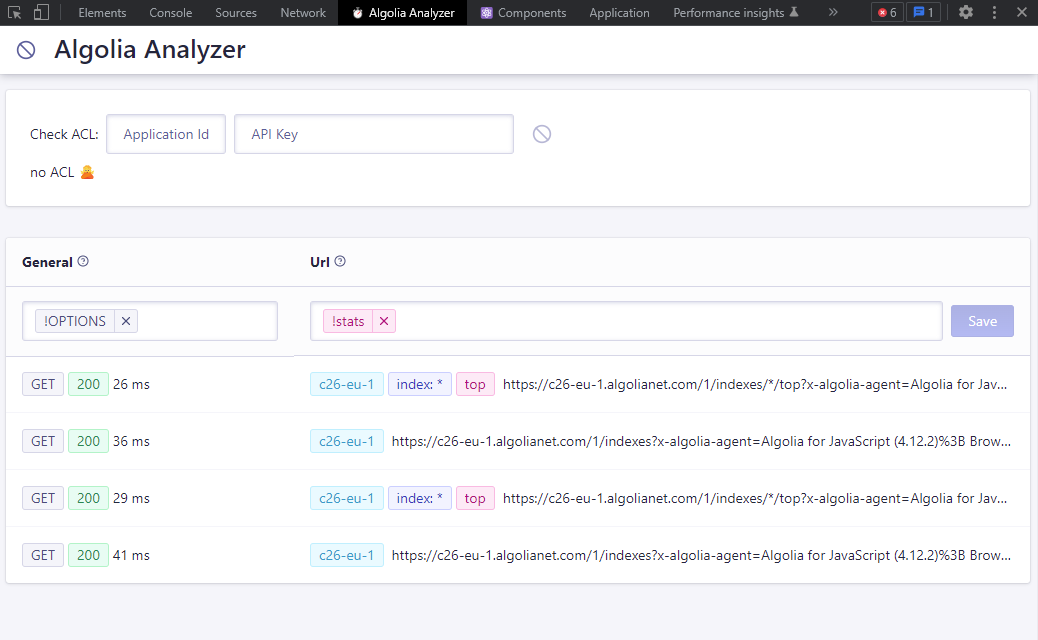 Elements Console Sources Network Algolia Analyzer Components Application Performance insights » 6 1
Algolia Analyzer
Check ACL: Application Id API Key
no ACL 🙅
General Url
!OPTIONS × !stats × Save
GET 200 26 ms c26-eu-1 index: * top https://c26-eu-1.algolianet.com/1/indexes/*/top?x-algolia-agent=Algolia for Jav...
GET 200 36 ms c26-eu-1 https://c26-eu-1.algolianet.com/1/indexes?x-algolia-agent=Algolia for JavaScript (4.12.2)%3B Brow...
GET 200 29 ms c26-eu-1 index: * top https://c26-eu-1.algolianet.com/1/indexes/*/top?x-algolia-agent=Algolia for Jav...
GET 200 41 ms c26-eu-1 https://c26-eu-1.algolianet.com/1/indexes?x-algolia-agent=Algolia for JavaScript (4.12.2)%3B Brow...